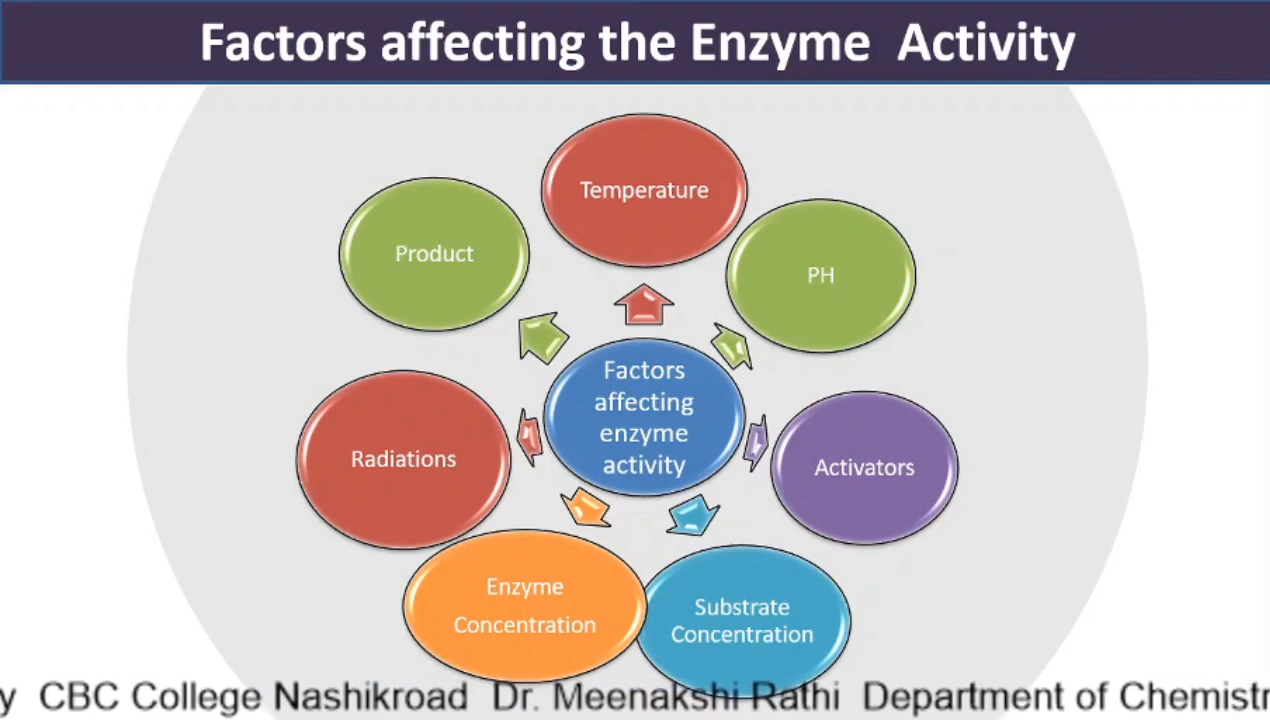 Factors affecting the Enzyme Activity
Temperature
Product
PH
Factors
affecting
enzyme
activity
Radiations
Activators
Enzyme
Concentration
Substrate
Concentration
y CBC College Nashikroad Dr. Meenakshi Rathi Department of Chemistr